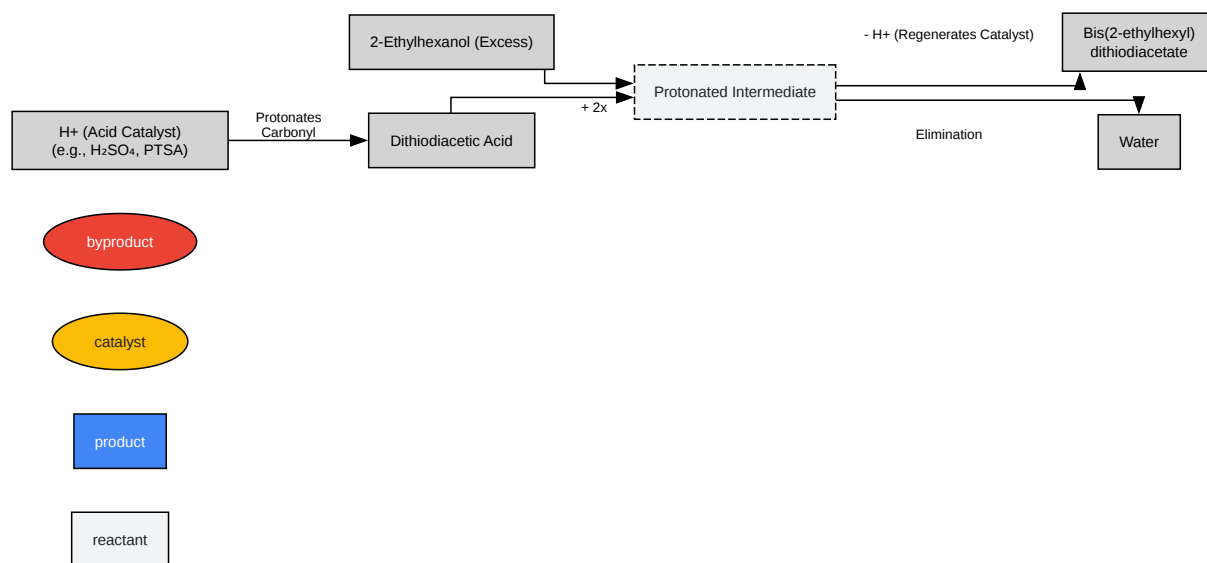 2-Ethylhexanol (Excess)
- H+ (Regenerates Catalyst)
Bis(2-ethylhexyl)
dithiodiacetate
Protonated Intermediate
+ 2x
Protonates
Carbonyl
H+ (Acid Catalyst)
(e.g., H₂SO₄, PTSA)
Dithiodiacetic Acid
Elimination
Water
byproduct
catalyst
product
reactant